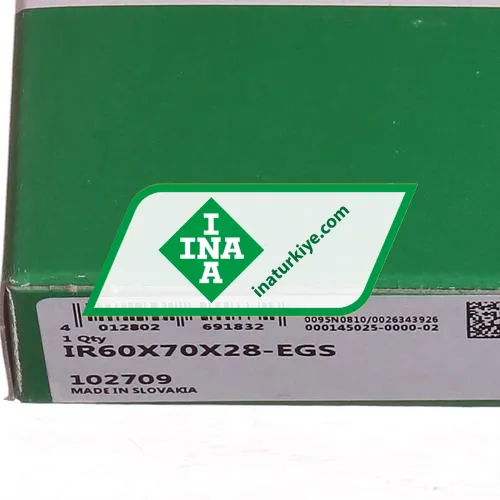 I
INA
A
inaturkiye.com
4 012802 691832
0095N0810/0026343926
000145025-0000-02
1 Qty
IR60X70X28-EGS
102709
MADE IN SLOVAKIA